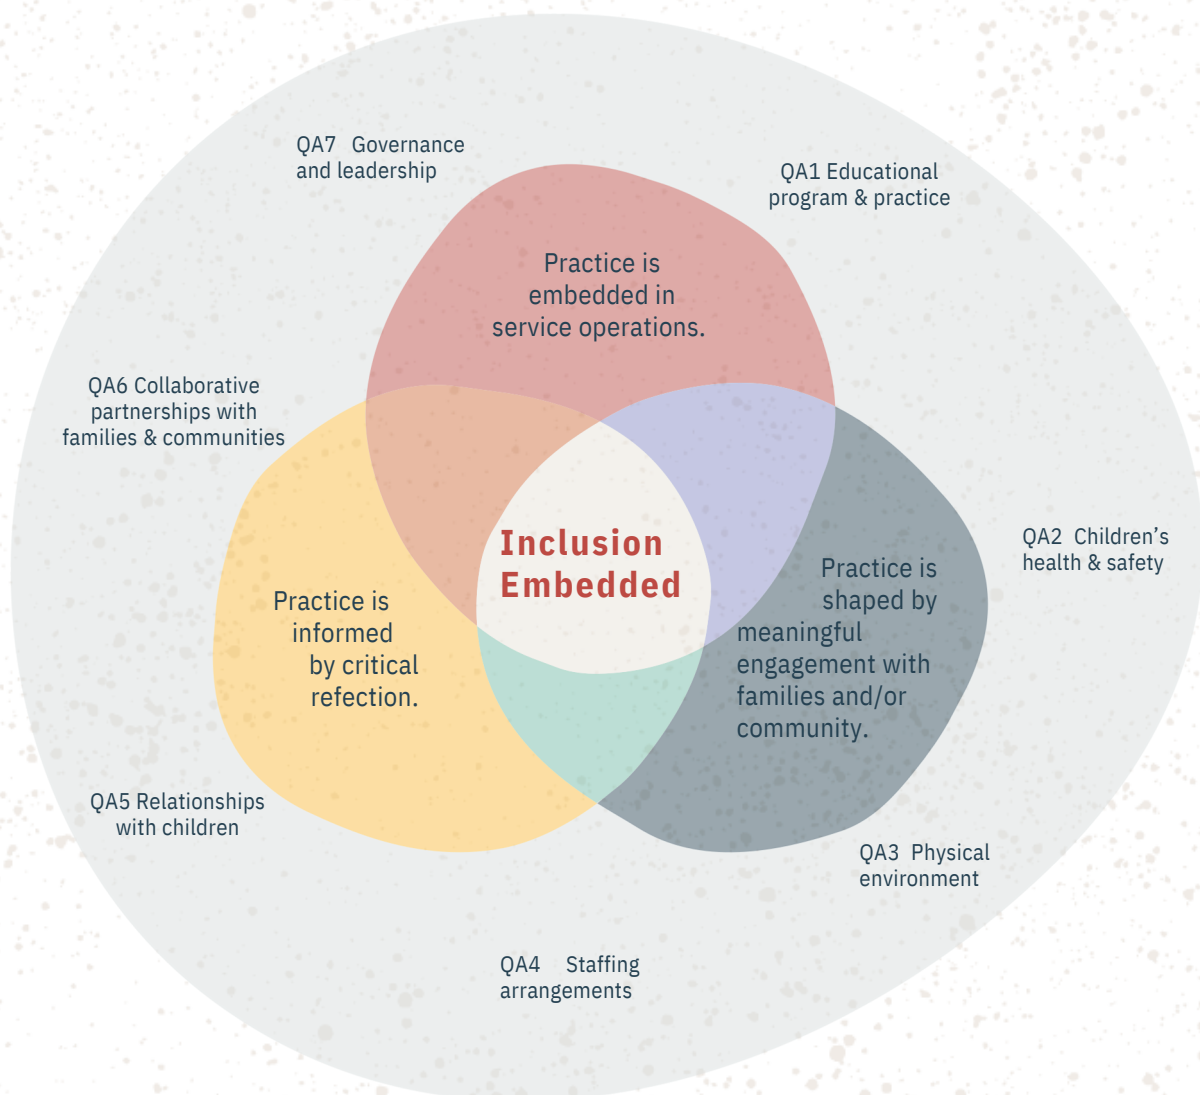 QA7 Governance
and leadership
QA1 Educational
program & practice
Practice is
embedded in
service operations.
QA6 Collaborative
partnerships with
families & communities
Inclusion
Embedded
QA2 Children’s
health & safety
Practice is
shaped by
meaningful
engagement with
families and/or
community.
Practice is
informed
by critical
refection.
QA5 Relationships
with children
QA3 Physical
environment
QA4 Staffing
arrangements